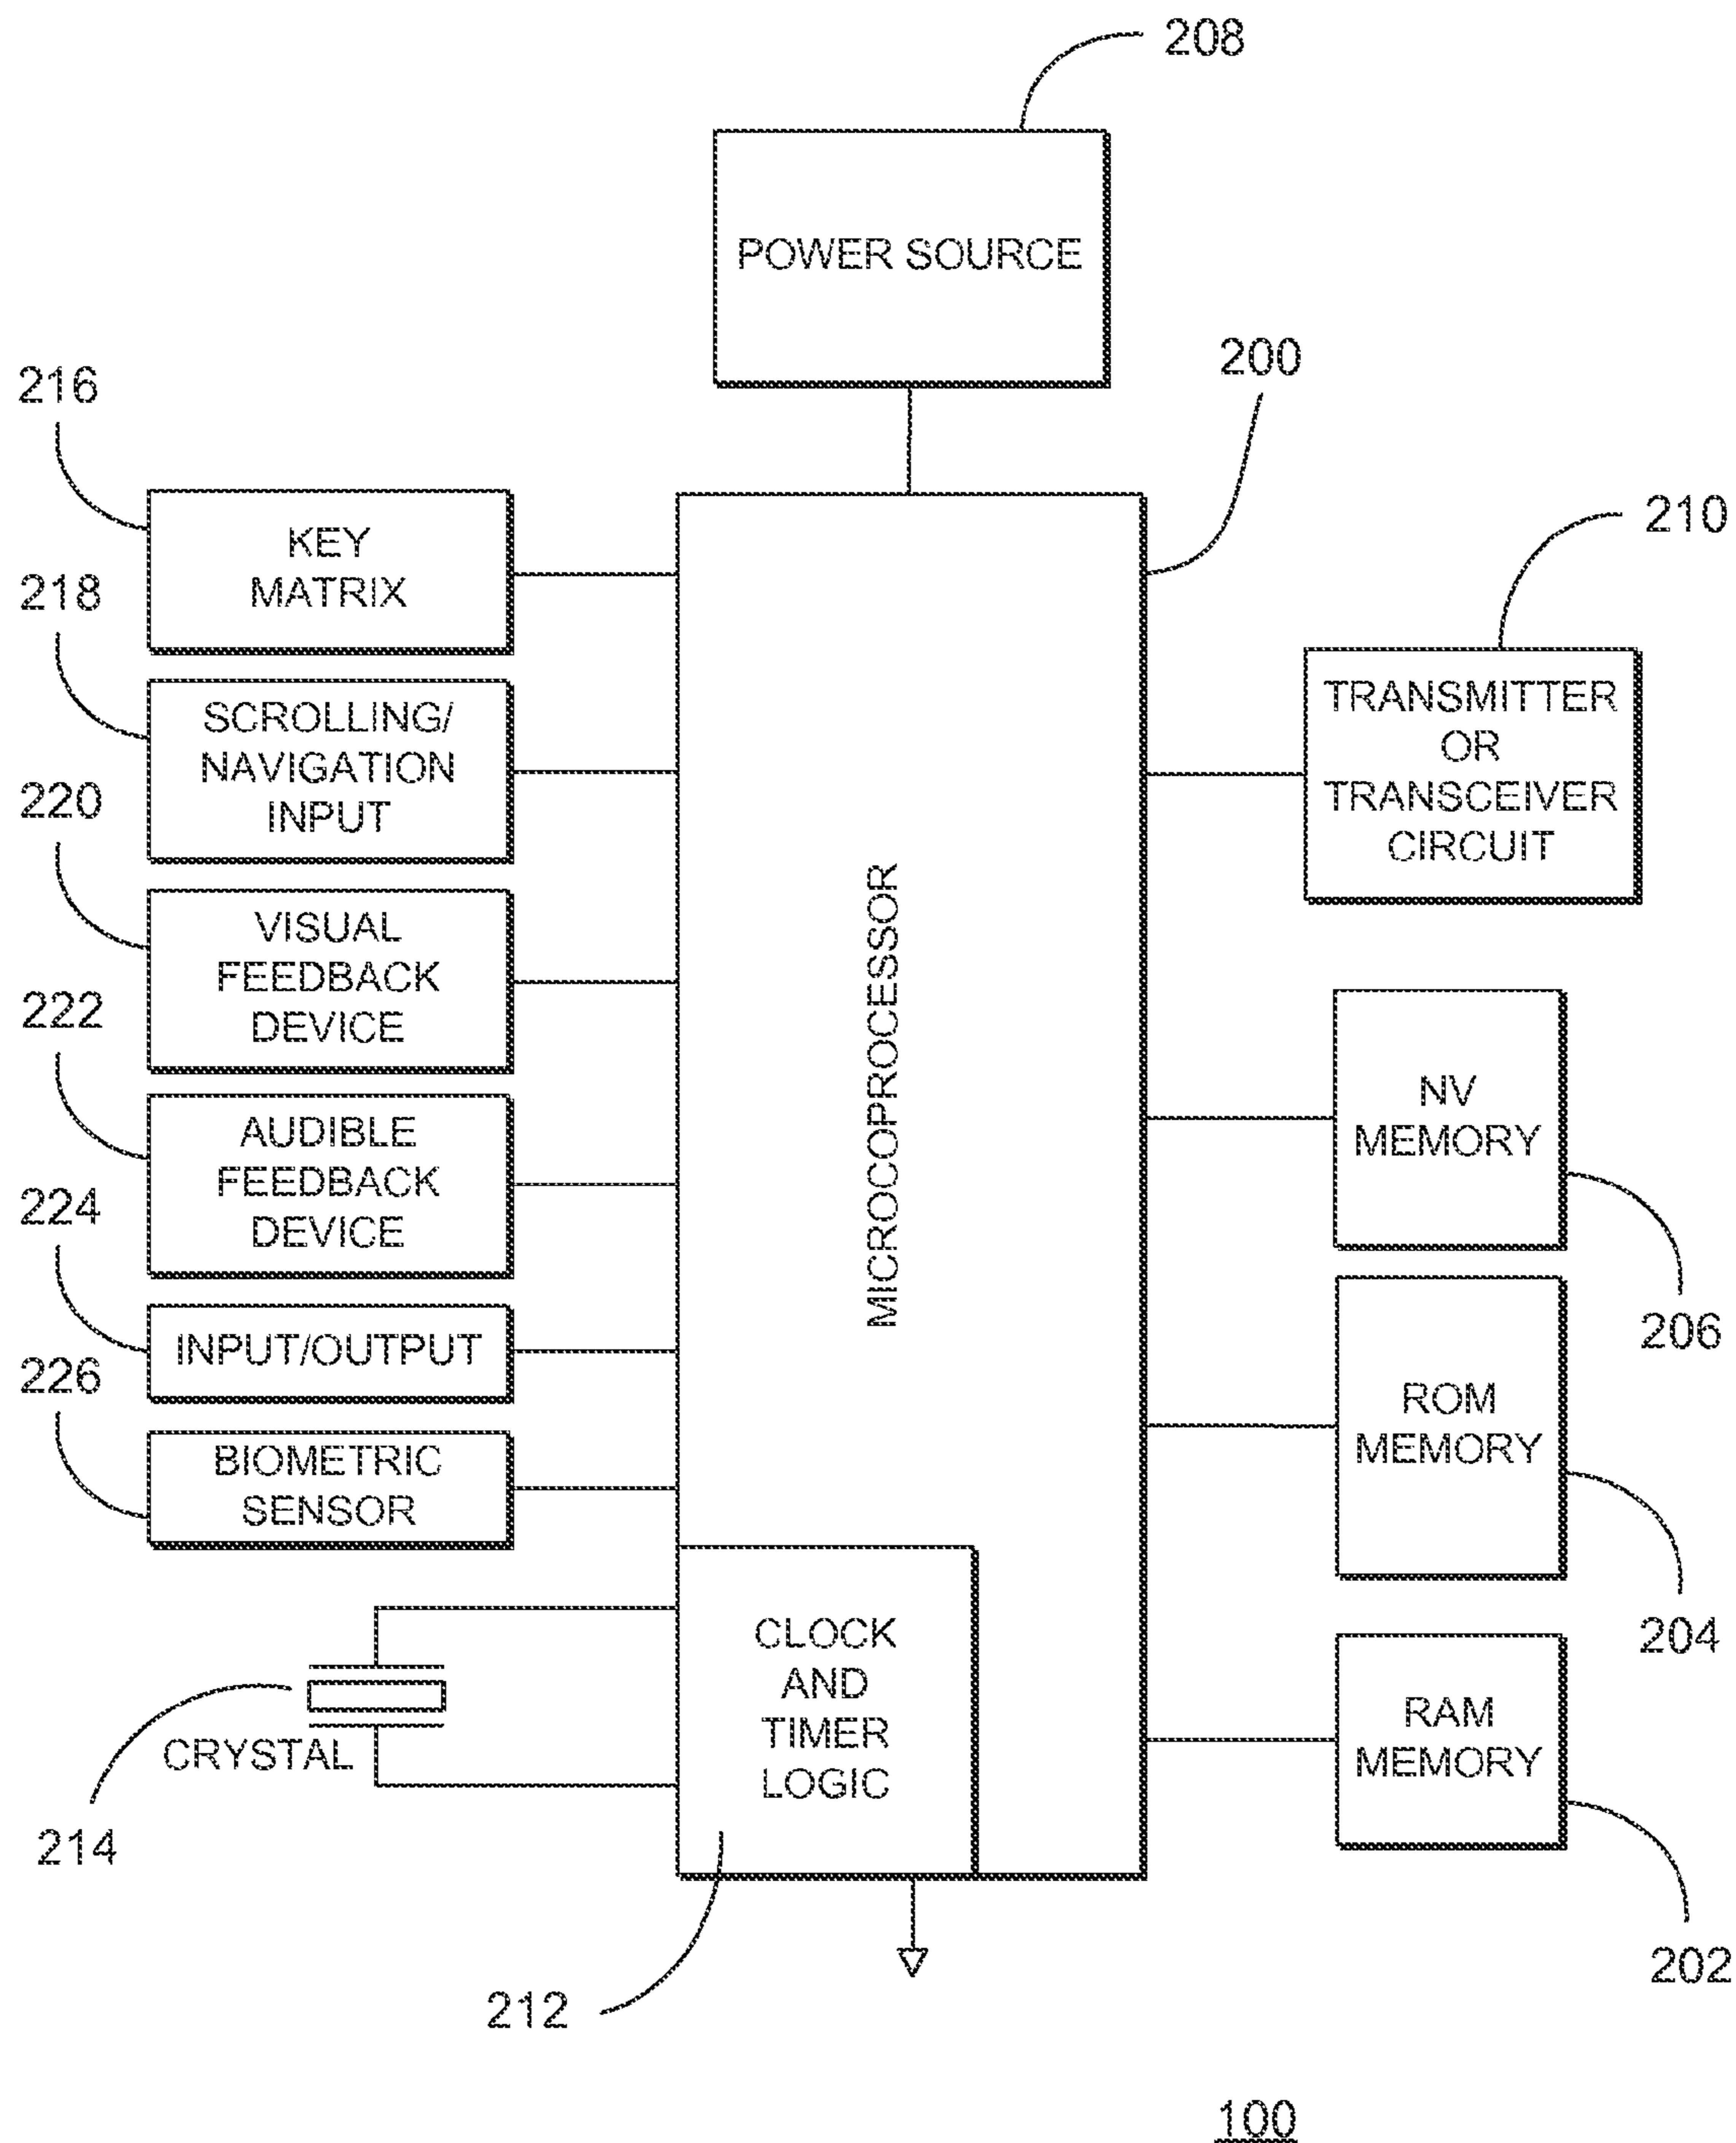 208
POWER SOURCE
200
216
KEY
MATRIX
210
218
SCROLLING/
NAVIGATION
INPUT
TRANSMITTER
OR
TRANSCEIVER
CIRCUIT
220
VISUAL
FEEDBACK
DEVICE
MICROCOPROCESSOR
222
AUDIBLE
FEEDBACK
DEVICE
NV
MEMORY
206
224
INPUT/OUTPUT
226
BIOMETRIC
SENSOR
ROM
MEMORY
204
CLOCK
AND
TIMER
LOGIC
CRYSTAL
214
RAM
MEMORY
202
212
100